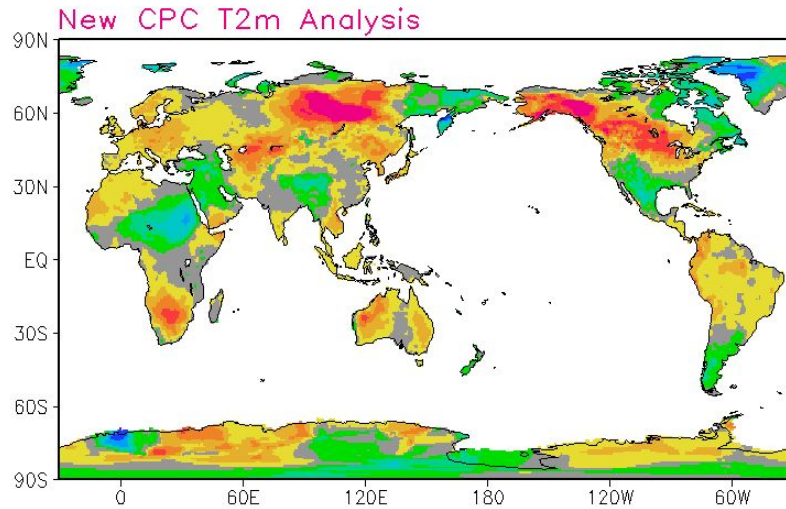 New CPC T2m Analysis
90N
60N
30N
EQ
30S
60S
90S
0 60E 120E 180 120W 60W